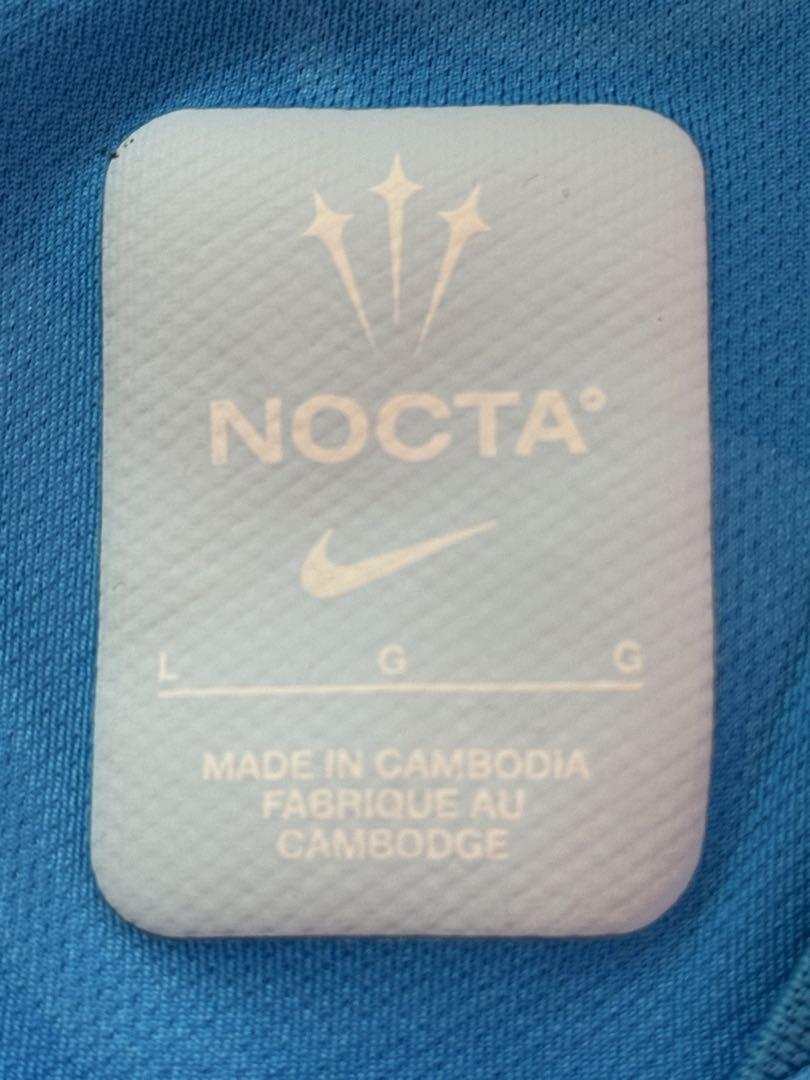 NOCTA°
L G G
MADE IN CAMBODIA
FABRIQUE AU
CAMBODGE